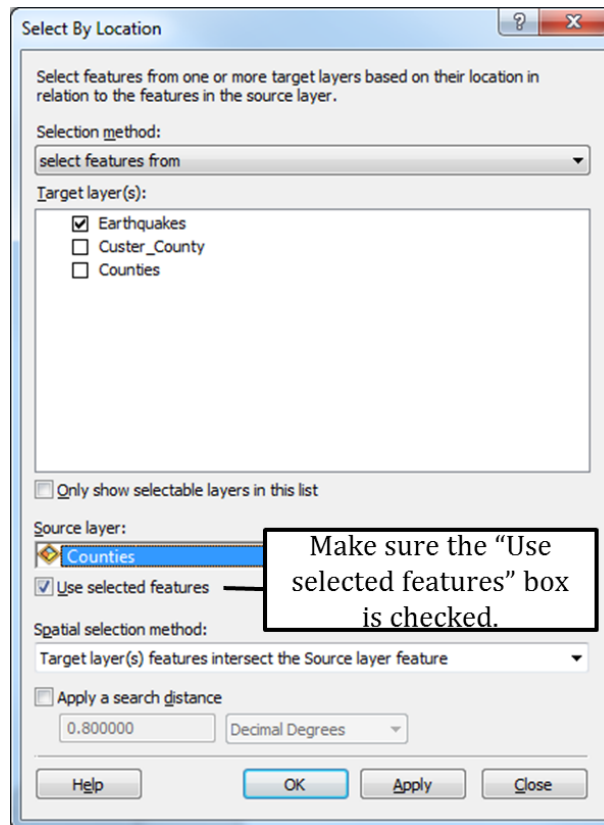 Select By Location
?
X
Select features from one or more target layers based on their location in
relation to the features in the source layer.
Selection method:
select features from
Target layer(s):
Earthquakes
Custer_County
Counties
Only show selectable layers in this list
Source layer:
Counties
Use selected features
Make sure the “Use
selected features” box
is checked.
Spatial selection method:
Target layer(s) features intersect the Source layer feature
Apply a search distance
0.800000 Decimal Degrees
Help OK Apply Close